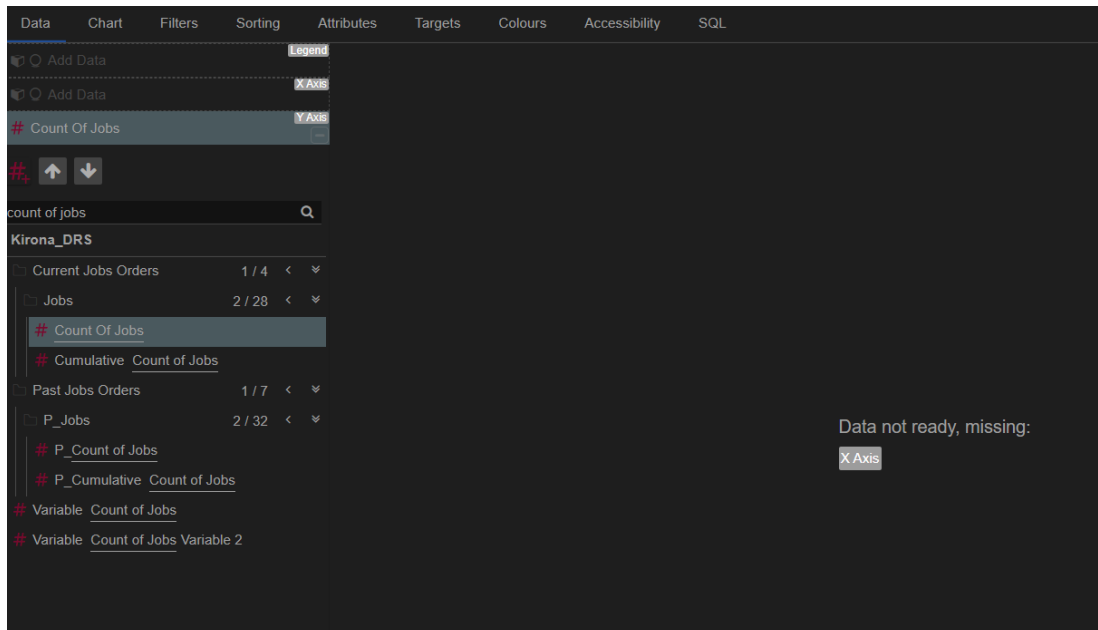 Data Chart Filters Sorting Attributes Targets Colours Accessibility SQL
Legend
Add Data
X Axis
Add Data
Y Axis
# Count Of Jobs
#+
count of jobs
Kirona_DRS
Current Jobs Orders 1 / 4
Jobs 2 / 28
# Count Of Jobs
# Cumulative Count of Jobs
Past Jobs Orders 1 / 7
P_Jobs 2 / 32
# P_Count of Jobs
# P_Cumulative Count of Jobs
# Variable Count of Jobs
# Variable Count of Jobs Variable 2
Data not ready, missing:
X Axis